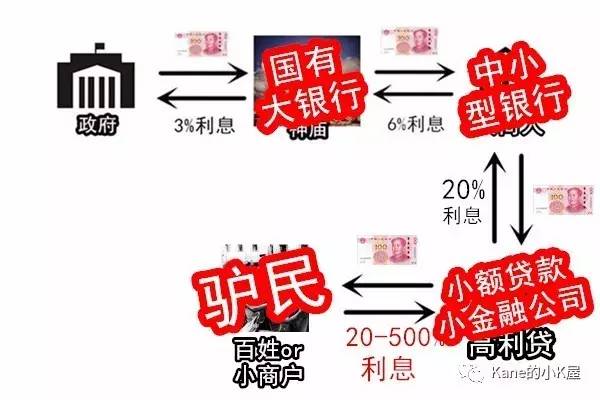 国有
大银行
中小
型银行
政府
3%利息
神庙
6%利息
20%
利息
驴民
小额贷款
小金融公司
百姓or
小商户
20-500%
利息
高利贷
Kane的小K屋